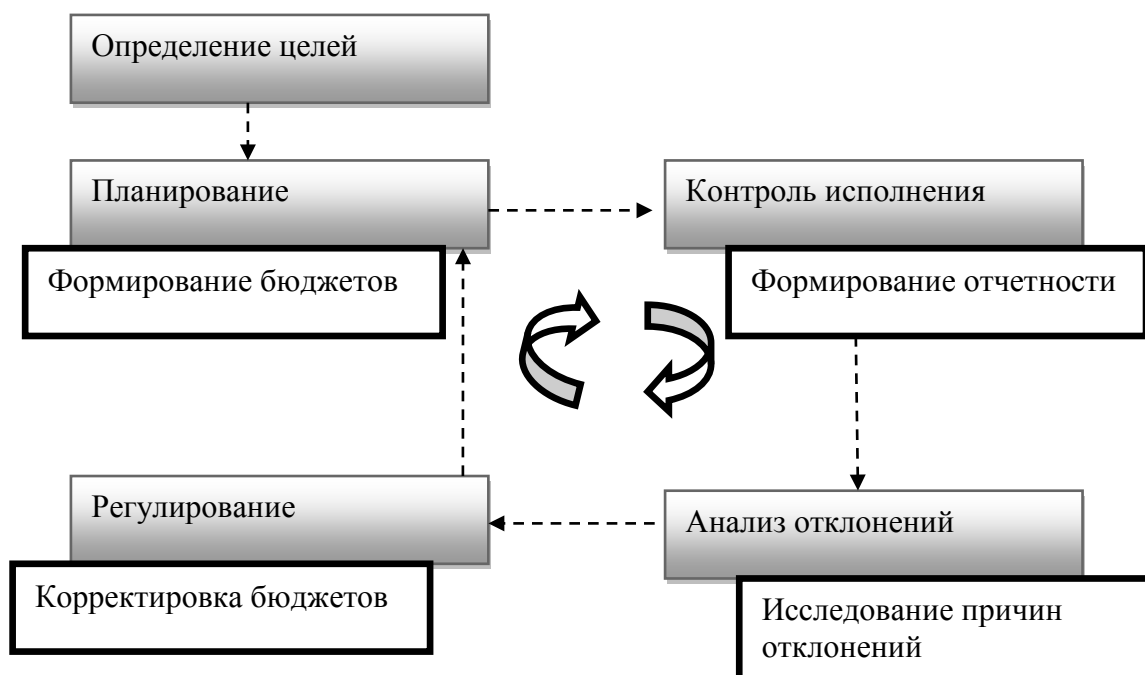 Определение целей
Планирование
Формирование бюджетов
Контроль исполнения
Формирование отчетности
Регулирование
Корректировка бюджетов
Анализ отклонений
Исследование причин
отклонений